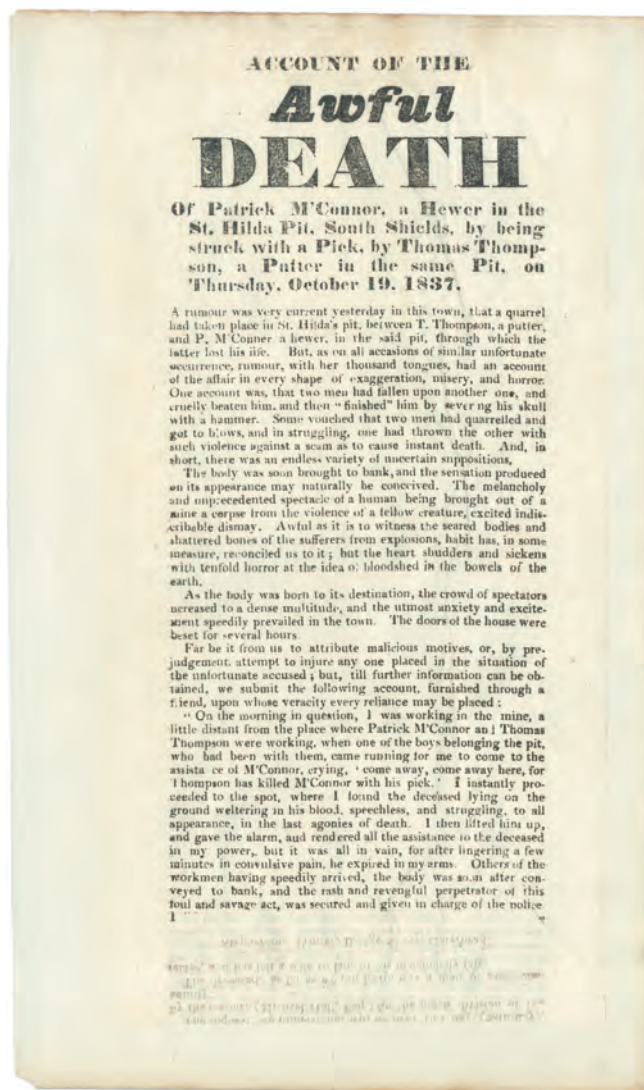 ACCOUNT OF THE
Awful
DEATH
Of Patrick M'Connor, a Hewer in the
St. Hilda Pit, South Shields, by being
struck with a Pick, by Thomas Thomp-
son, a Putter in the same Pit, on
Thursday, October 19, 1837.
A rumour was very current yesterday in this town, that a quarrel
had taken place in St. Hilda's pit, between T. Thompson, a putter,
and P. M'Conner a hewer, in the said pit, through which the
latter lost his life. But, as on all accasions of similar unfortunate
occurrence, rumour, with her thousand tongues, had an account
of the affair in every shape of exaggeration, misery, and horror.
One account was, that two men had fallen upon another one, and
cruelly beaten him, and then "finished" him by severng his skull
with a hammer. Some vouched that two men had quarrelled and
got to blows, and in struggling, one had thrown the other with
such violence against a seam as to cause instant death. And, in
short, there was an endless variety of uncertain suppositions,
The body was soon brought to bank, and the sensation produced
on its appearance may naturally be conceived. The melancholy
and unprecedented spectacle of a human being brought out of a
mine a corpse from the violence of a fellow creature, excited indis-
cribable dismay. Awful as it is to witness the seared bodies and
shattered bones of the sufferers from explosions, habit has, in some
measure, reconciled us to it; but the heart shudders and sickens
with tenfold horror at the idea of bloodshed in the bowels of the
earth.
As the body was born to its destination, the crowd of spectators
ncreased to a dense multitude, and the utmost anxiety and excite-
ment speedily prevailed in the town. The doors of the house were
beset for several hours
Far be it from us to attribute malicious motives, or, by pre-
judgement, attempt to injure any one placed in the situation of
the unfortunate accused; but, till further information can be ob-
tained, we submit the following account, furnished through a
friend, upon whose veracity every reliance may be placed:
"On the morning in question, I was working in the mine, a
little distant from the place where Patrick M'Connor and Thomas
Thompson were working, when one of the boys belonging the pit,
who had been with them, came running for me to come to the
assistace of M'Connor, crying, 'come away, come away here, for
Thompson has killed M'Connor with his pick.' I instantly pro-
ceeded to the spot, where I found the deceased lying on the
ground weltering in his blood, speechless, and struggling, to all
appearance, in the last agonies of death. I then lifted him up,
and gave the alarm, and rendered all the assistance to the deceased
in my power, but it was all in vain, for after lingering a few
minutes in convulsive pain, he expired in my arms. Others of the
workmen having speedily arrived, the body was soon after con-
veyed to bank, and the rash and revengful perpetrator of this
foul and savage act, was secured and given in charge of the police